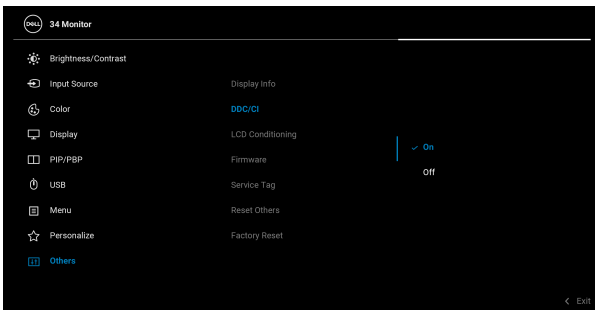 DELL 34 Monitor
Brightness/Contrast
Input Source Display Info
Color DDC/CI
Display LCD Conditioning
✓ On
PIP/PBP Firmware
Off
USB Service Tag
Menu Reset Others
Personalize Factory Reset
Others
< Exit